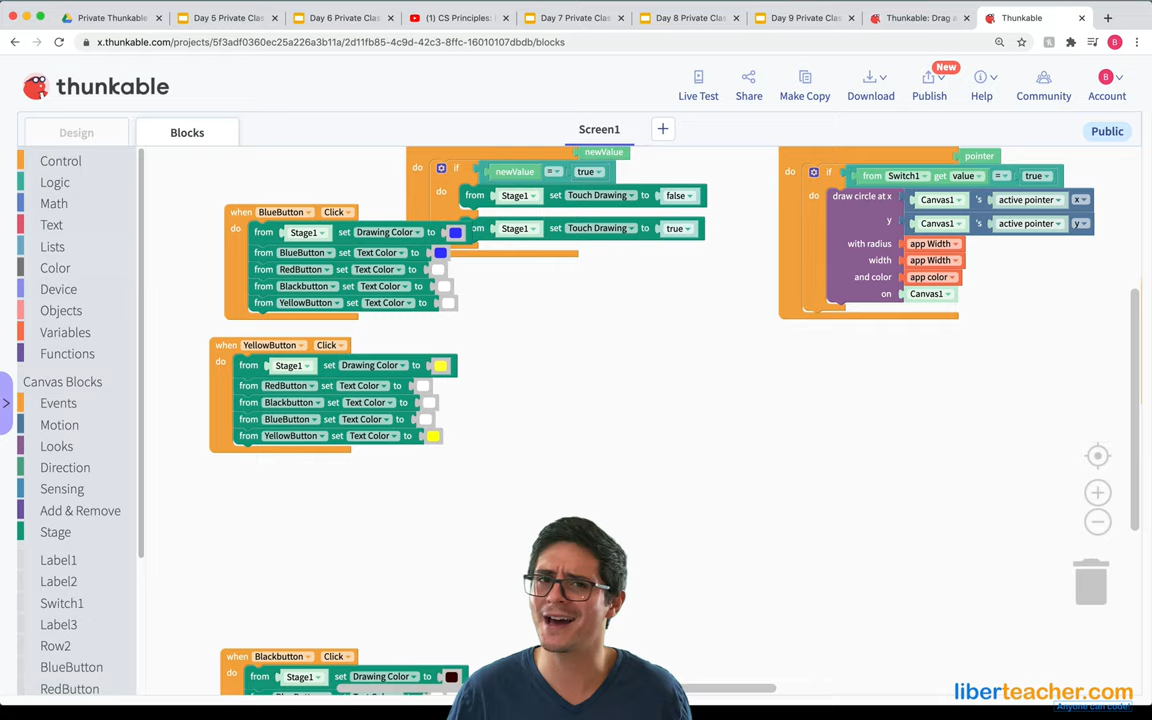 Private Thunkable
Day 5 Private Clas
Day 6 Private Clas
(1) CS Principles:
Day 7 Private Clas
Day 8 Private Clas
Day 9 Private Clas
Thunkable: Drag a
Thunkable
x.thunkable.com/projects/5f3adf0360ec25a226a3b11a/2d11fb85-4c9d-42c3-8ffc-16010107dbdb/blocks
B
thunkable
Live Test
Share
Make Copy
Download
New
Publish
Help
Community
B
Account
Design
Blocks
Screen1
+
Public
Control
Logic
Math
Text
Lists
Color
Device
Objects
Variables
Functions
Canvas Blocks
Events
Motion
Looks
Direction
Sensing
Add & Remove
Stage
Label1
Label2
Switch1
Label3
Row2
BlueButton
RedButton
newValue
do if newValue = true
do from Stage1 set Touch Drawing to false
om Stage1 set Touch Drawing to true
pointer
do if from Switch1 get value = true
do draw circle at x Canvas1 's active pointer x
y Canvas1 's active pointer y
with radius app Width
width app Width
and color app color
on Canvas1
when BlueButton Click
do from Stage1 set Drawing Color to
from BlueButton set Text Color to
from RedButton set Text Color to
from Blackbutton set Text Color to
from YellowButton set Text Color to
when YellowButton Click
do from Stage1 set Drawing Color to
from RedButton set Text Color to
from Blackbutton set Text Color to
from BlueButton set Text Color to
from YellowButton set Text Color to
when Blackbutton Click
do from Stage1 set Drawing Color to
liberteacher.com
Anyone can code!